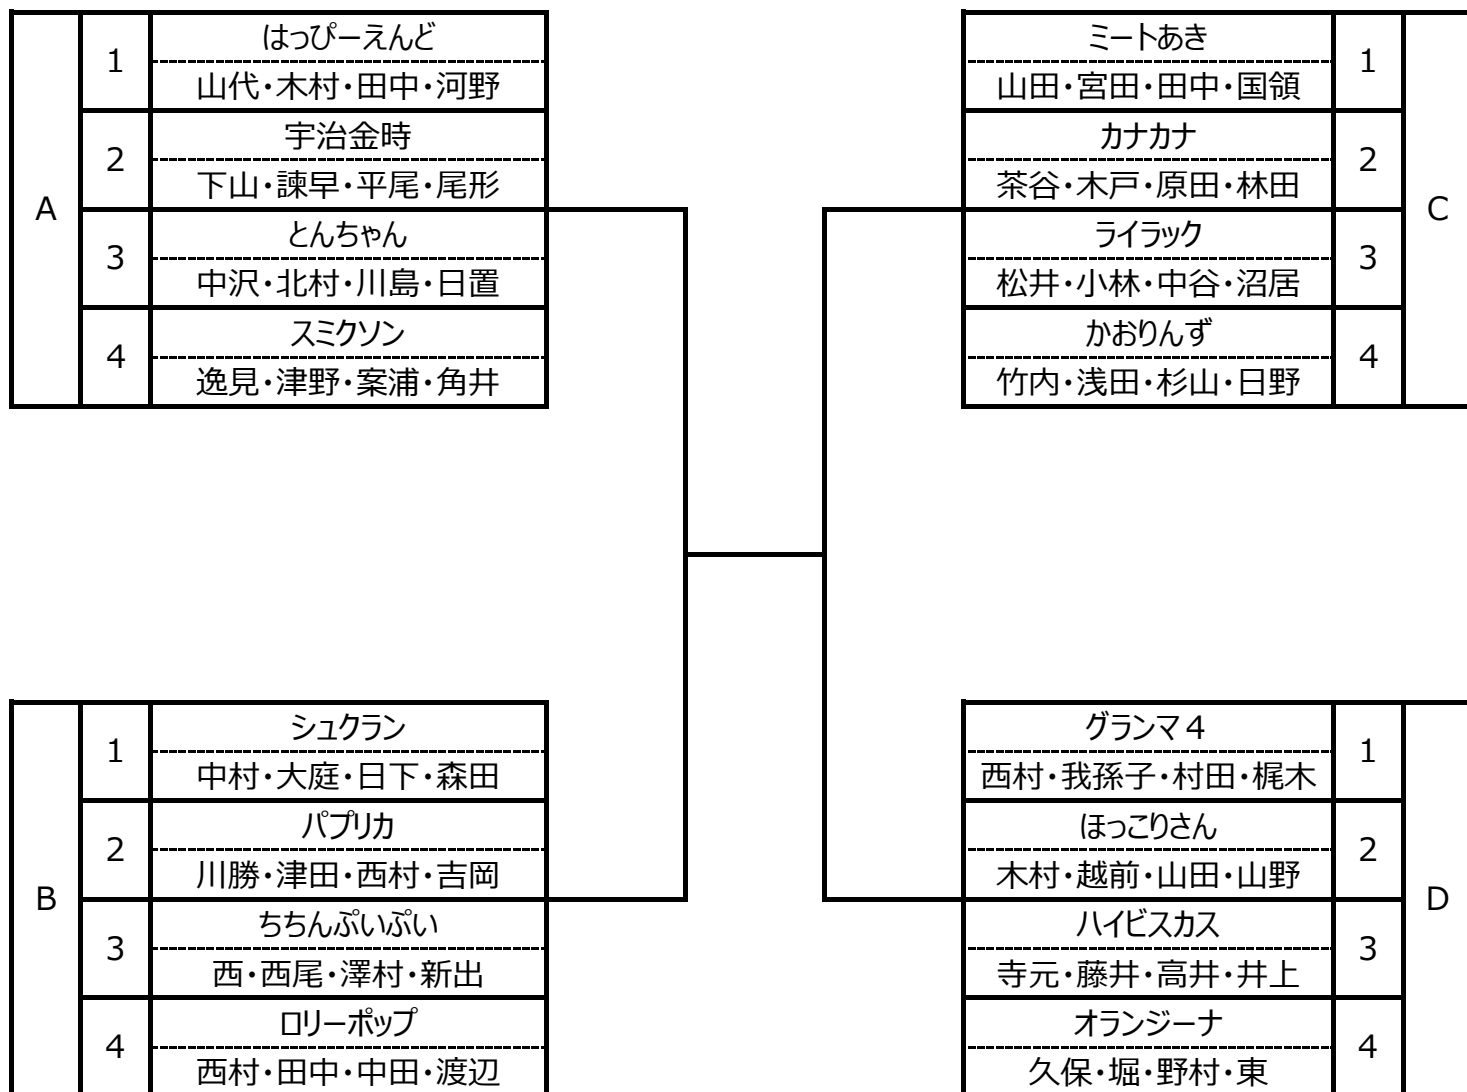 A
1
はっぴーえんど
山代・木村・田中・河野
2
宇治金時
下山・諫早・平尾・尾形
3
とんちゃん
中沢・北村・川島・日置
4
スミクソン
逸見・津野・案浦・角井
ミートあき
山田・宮田・田中・国領
1
カナカナ
茶谷・木戸・原田・林田
2
ライラック
松井・小林・中谷・沼居
3
かおりんず
竹内・浅田・杉山・日野
4
C
B
1
シュクラン
中村・大庭・日下・森田
2
パプリカ
川勝・津田・西村・吉岡
3
ちちんぷいぷい
西・西尾・澤村・新出
4
ロリーポップ
西村・田中・中田・渡辺
グランマ４
西村・我孫子・村田・梶木
1
ほっこりさん
木村・越前・山田・山野
2
ハイビスカス
寺元・藤井・高井・井上
3
オランジーナ
久保・堀・野村・東
4
D